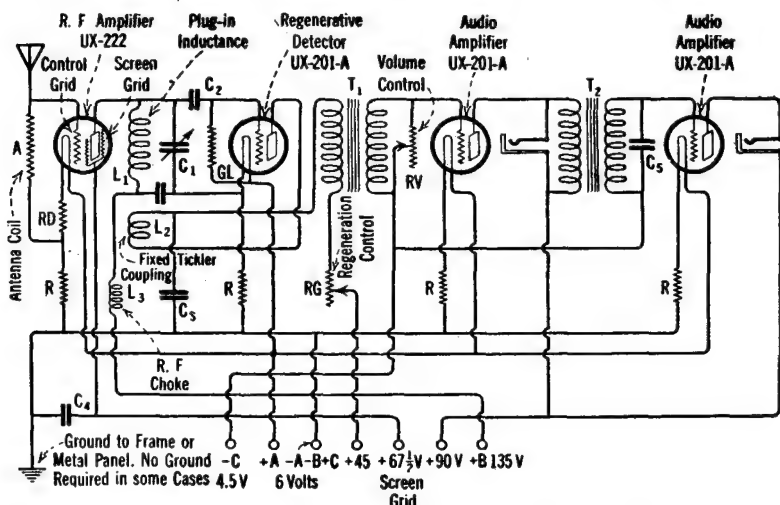 R. F Amplifier
UX-222
Control
Grid
Screen
Grid
Plug-in
Inductance
C2
Regenerative
Detector
UX-201-A
T1
Volume
Control
Audio
Amplifier
UX-201-A
T2
Audio
Amplifier
UX-201-A
A
Antenna Coil
RD
R
L1
C1
GL
L2
Fixed Tickler
Coupling
L3
C5
R
R. F
Choke
RG
Regeneration
Control
RV
R
C5
R
C4
Ground to Frame or
Metal Panel. No Ground
Required in some Cases
-C
4.5 V
+A
-A-B+C
6 Volts
+45
+67½V
Screen
Grid
+90 V
+B 135 V